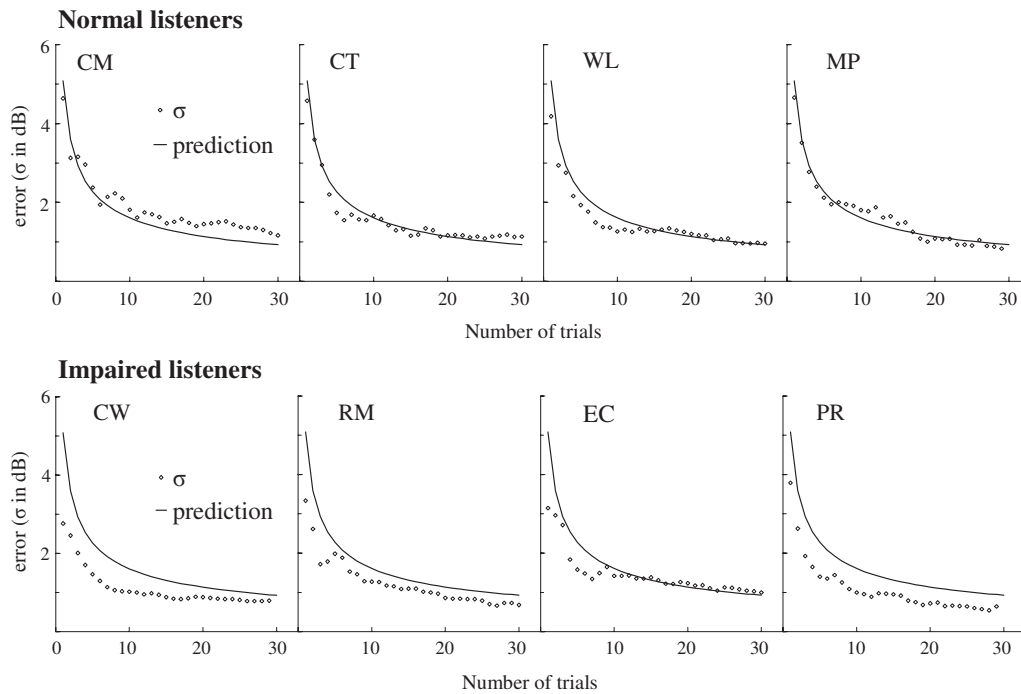 Normal listeners
6
CM
CT
WL
MP
σ
4
prediction
error (σ in dB)
2
0 10 20 30 10 20 30 10 20 30 10 20 30
Number of trials
Impaired listeners
6
CW
RM
EC
PR
4
σ
prediction
error (σ in dB)
2
0 10 20 30 10 20 30 10 20 30 10 20 30
Number of trials